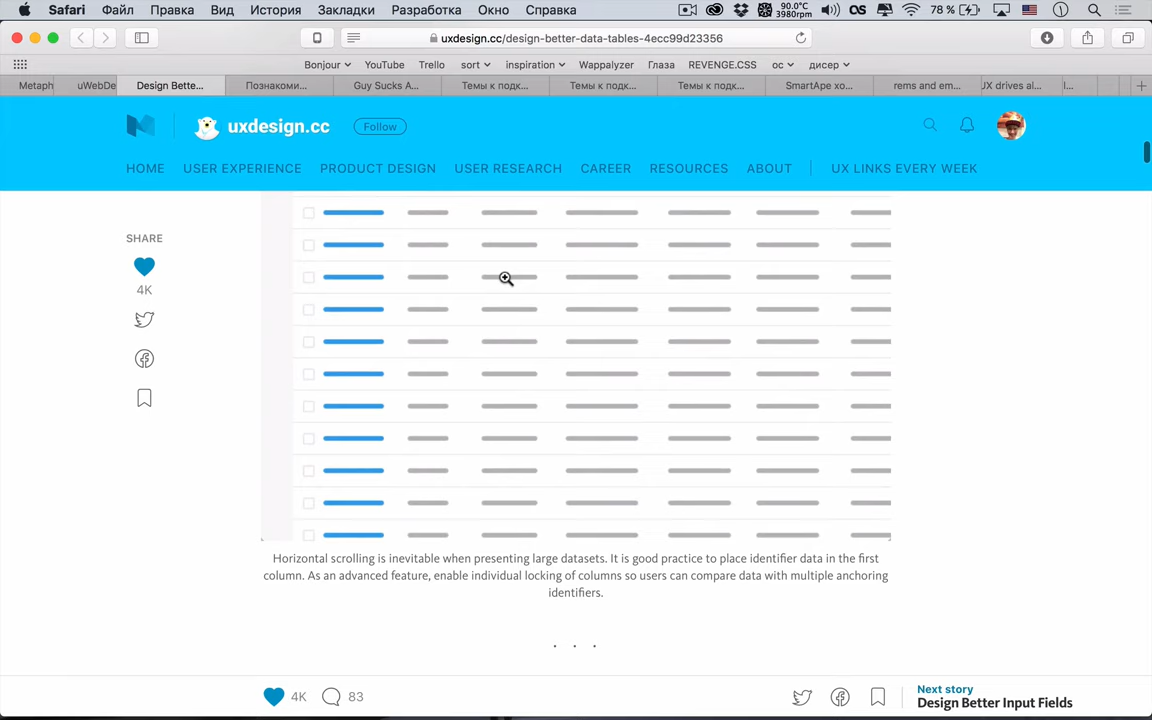 Safari Файл Правка Вид История Закладки Разработка Окно Справка 90.0°C 3980rpm 78 %
uxdesign.cc/design-better-data-tables-4ecc99d23356
Bonjour YouTube Trello sort inspiration Wappalyzer Глаза REVENGE.CSS ос дисер
Metaph uWebDe Design Bette... Познакоми... Guy Sucks A... Темы к подк... Темы к подк... Темы к подк... SmartApe хо... rems and em... JX drives al... I...
uxdesign.cc Follow
HOME USER EXPERIENCE PRODUCT DESIGN USER RESEARCH CAREER RESOURCES ABOUT UX LINKS EVERY WEEK
SHARE
4K
Horizontal scrolling is inevitable when presenting large datasets. It is good practice to place identifier data in the first
column. As an advanced feature, enable individual locking of columns so users can compare data with multiple anchoring
identifiers.
. . .
4K 83
Next story
Design Better Input Fields